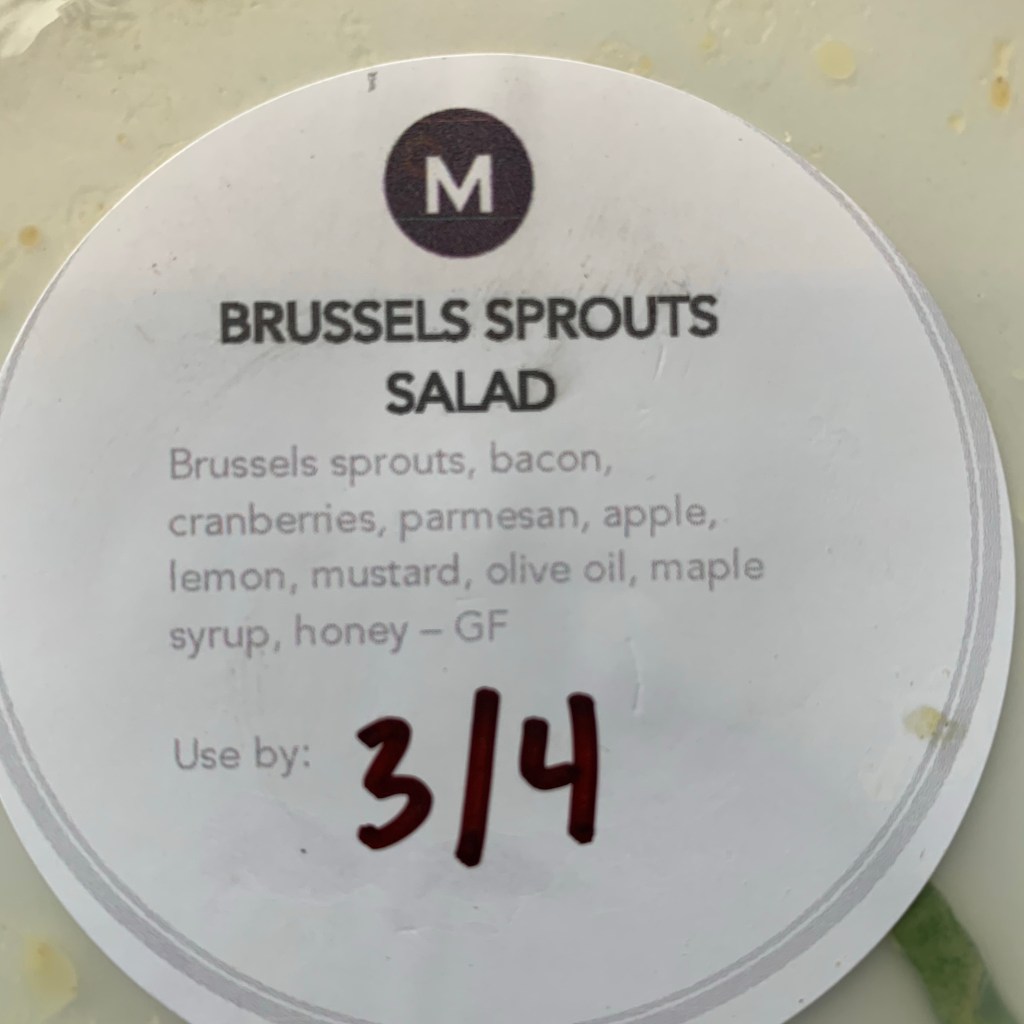 M
BRUSSELS SPROUTS
SALAD
Brussels sprouts, bacon,
cranberries, parmesan, apple,
lemon, mustard, olive oil, maple
syrup, honey – GF
Use by: 3/4